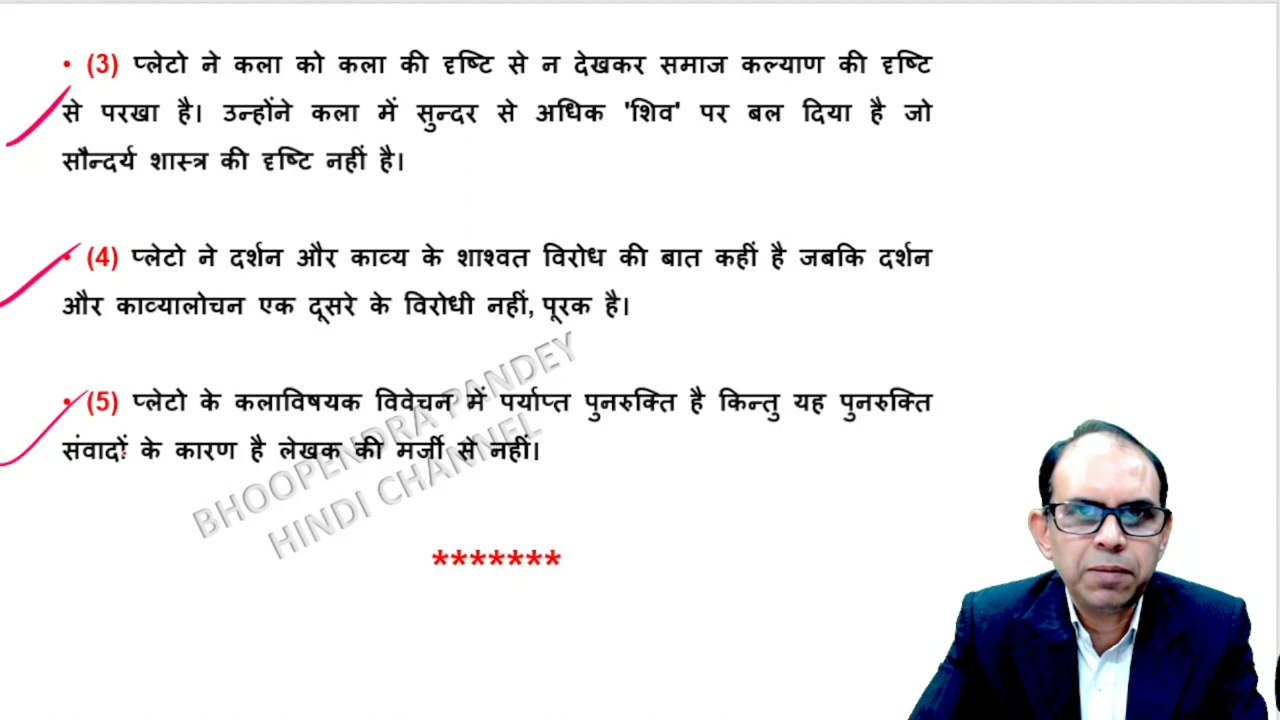 • (3) प्लेटो ने कला को कला की दृष्टि से न देखकर समाज कल्याण की दृष्टि
से परखा है। उन्होंने कला में सुन्दर से अधिक 'शिव' पर बल दिया है जो
सौन्दर्य शास्त्र की दृष्टि नहीं है।
• (4) प्लेटो ने दर्शन और काव्य के शाश्वत विरोध की बात कहीं है जबकि दर्शन
और काव्यालोचन एक दूसरे के विरोधी नहीं, पूरक है।
• (5) प्लेटो के कलाविषयक विवेचन में पर्याप्त पुनरुक्ति है किन्तु यह पुनरुक्ति
संवादों के कारण है लेखक की मर्जी से नहीं।
BHOOPENDRA PANDEY
HINDI CHANNEL
*******